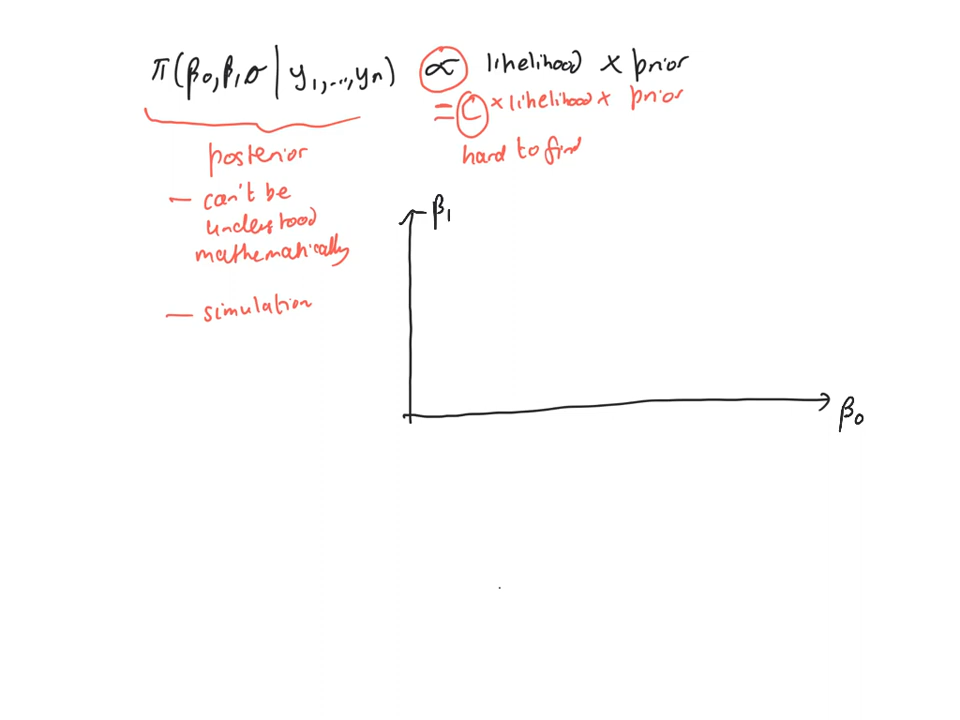 π(β0,β1,σ | y1,...,yn) ∝ likelihood × prior
= C × likelihood × prior
hard to find
posterior
— can't be
understood
mathematically
— simulation
β1
β0